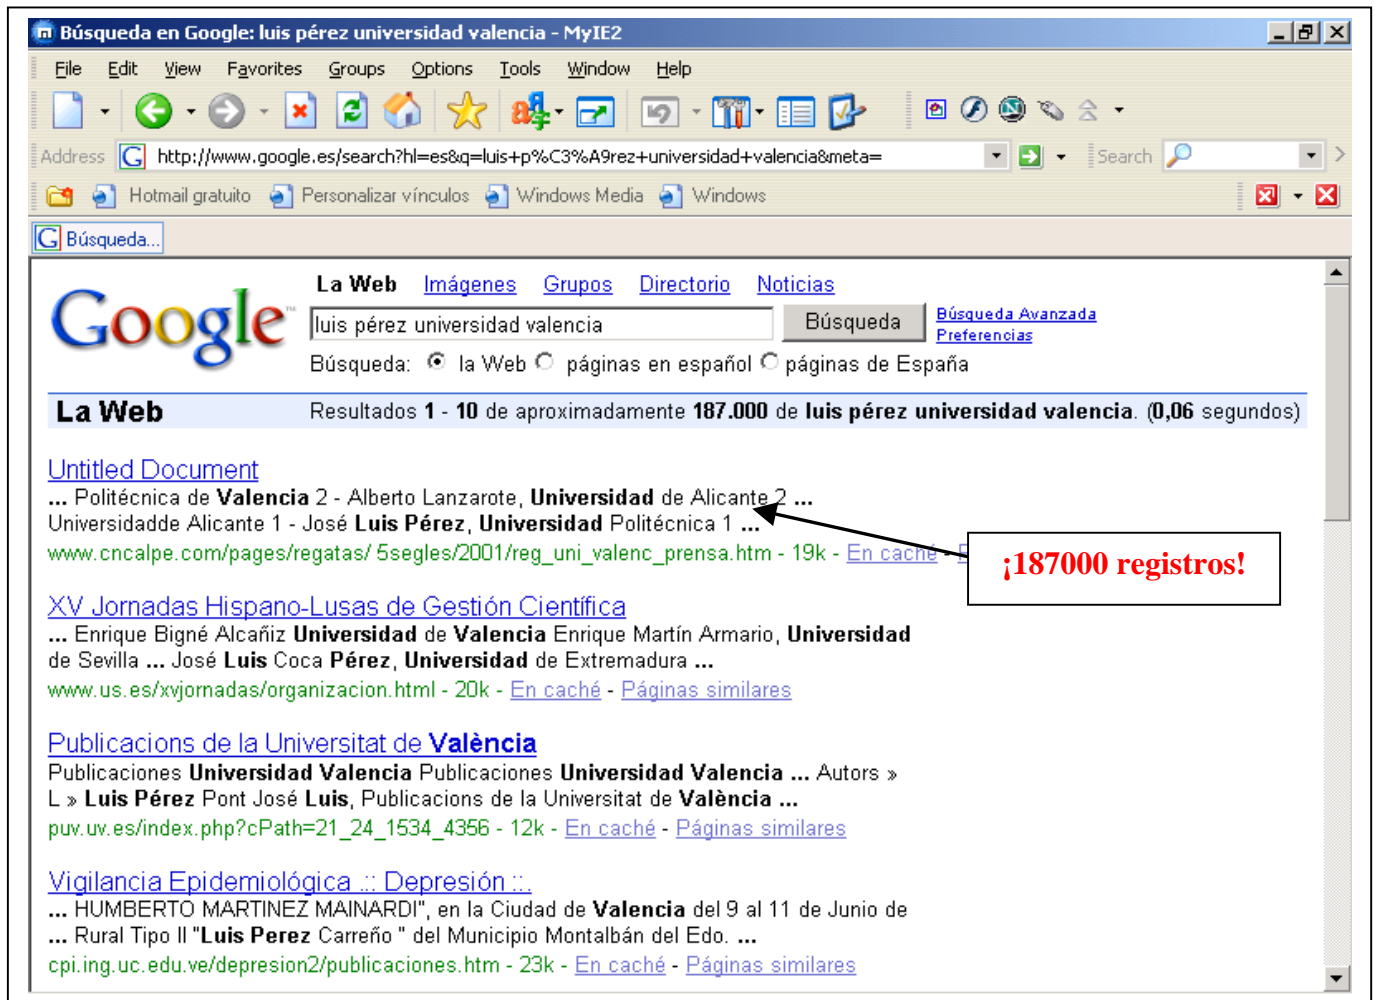 Búsqueda en Google: luis pérez universidad valencia - MyIE2
File Edit View Favorites Groups Options Tools Window Help
Address http://www.google.es/search?hl=es&q=luis+p%C3%A9rez+universidad+valencia&meta= Search
Hotmail gratuito Personalizar vínculos Windows Media Windows
Búsqueda...
Google™
La Web Imágenes Grupos Directorio Noticias
luis pérez universidad valencia Búsqueda Búsqueda Avanzada
Preferencias
Búsqueda: la Web páginas en español páginas de España
La Web Resultados 1 - 10 de aproximadamente 187.000 de luis pérez universidad valencia. (0,06 segundos)
Untitled Document
... Politécnica de Valencia 2 - Alberto Lanzarote, Universidad de Alicante 2 ...
Universidadde Alicante 1 - José Luis Pérez, Universidad Politécnica 1 ...
www.cncalpe.com/pages/regatas/ 5segles/2001/reg_uni_valenc_prensa.htm - 19k - En caché -
¡187000 registros!
XV Jornadas Hispano-Lusas de Gestión Científica
... Enrique Bigné Alcañiz Universidad de Valencia Enrique Martín Armario, Universidad
de Sevilla ... José Luis Coca Pérez, Universidad de Extremadura ...
www.us.es/xvjornadas/organizacion.html - 20k - En caché - Páginas similares
Publicacions de la Universitat de València
Publicaciones Universidad Valencia Publicaciones Universidad Valencia ... Autors »
L » Luis Pérez Pont José Luis, Publicacions de la Universitat de València ...
puv.uv.es/index.php?cPath=21_24_1534_4356 - 12k - En caché - Páginas similares
Vigilancia Epidemiológica .:: Depresión ::.
... HUMBERTO MARTINEZ MAINARDI", en la Ciudad de Valencia del 9 al 11 de Junio de
... Rural Tipo II "Luis Perez Carreño " del Municipio Montalbán del Edo. ...
cpi.ing.uc.edu.ve/depresion2/publicaciones.htm - 23k - En caché - Páginas similares